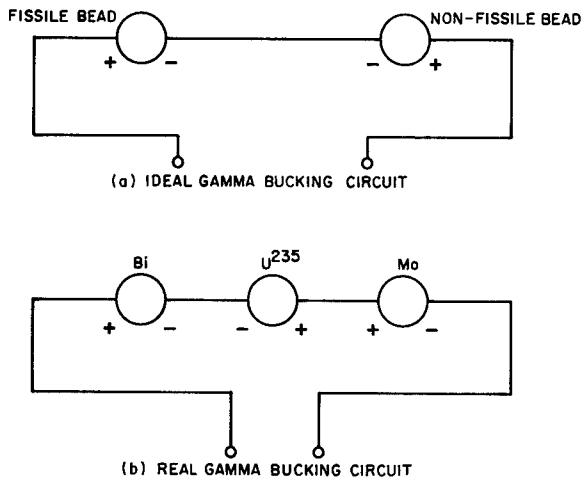 FISSILE BEAD
NON-FISSILE BEAD
+ - - +
(a) IDEAL GAMMA BUCKING CIRCUIT
Bi U235 Mo
+ - - + + -
(b) REAL GAMMA BUCKING CIRCUIT